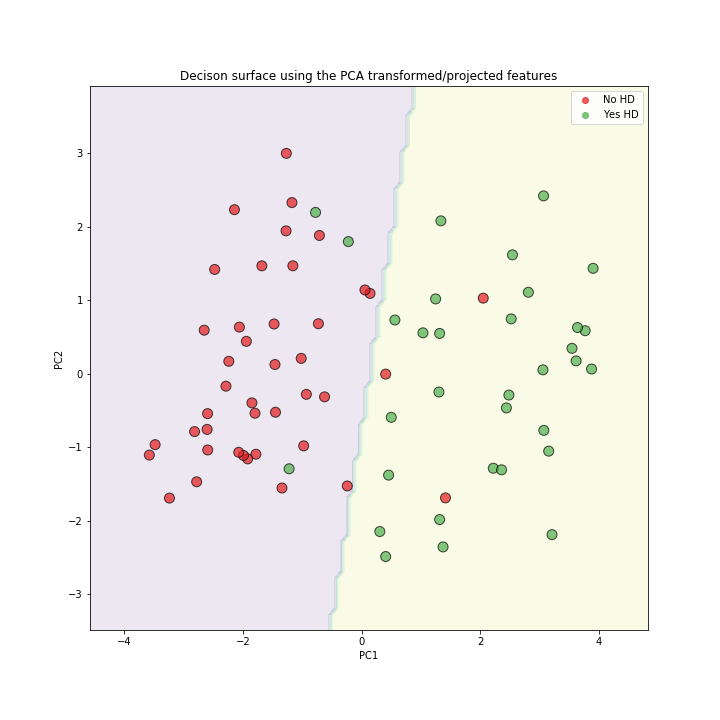 Decison surface using the PCA transformed/projected features
No HD
Yes HD
3
2
1
0
−1
−2
−3
PC2
−4
−2
0
2
4
PC1